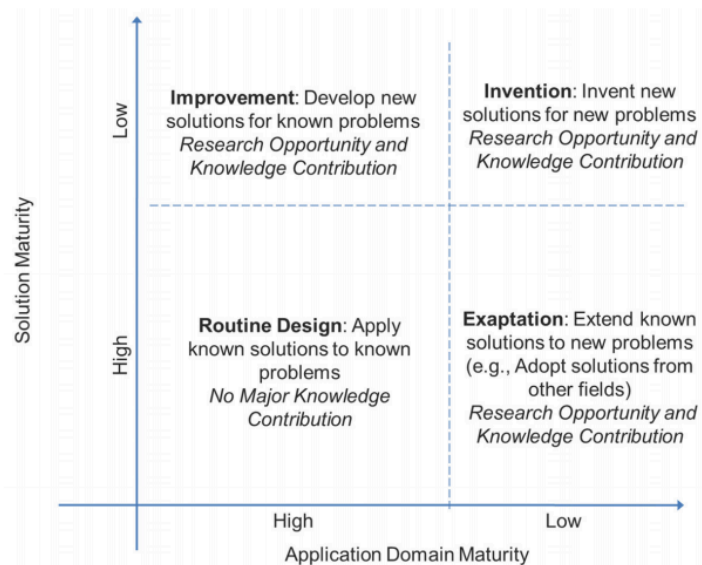 Improvement: Develop new
solutions for known problems
Research Opportunity and
Knowledge Contribution
Invention: Invent new
solutions for new problems
Research Opportunity and
Knowledge Contribution
Low
Solution Maturity
High
Routine Design: Apply
known solutions to known
problems
No Major Knowledge
Contribution
Exaptation: Extend known
solutions to new problems
(e.g., Adopt solutions from
other fields)
Research Opportunity and
Knowledge Contribution
High
Low
Application Domain Maturity